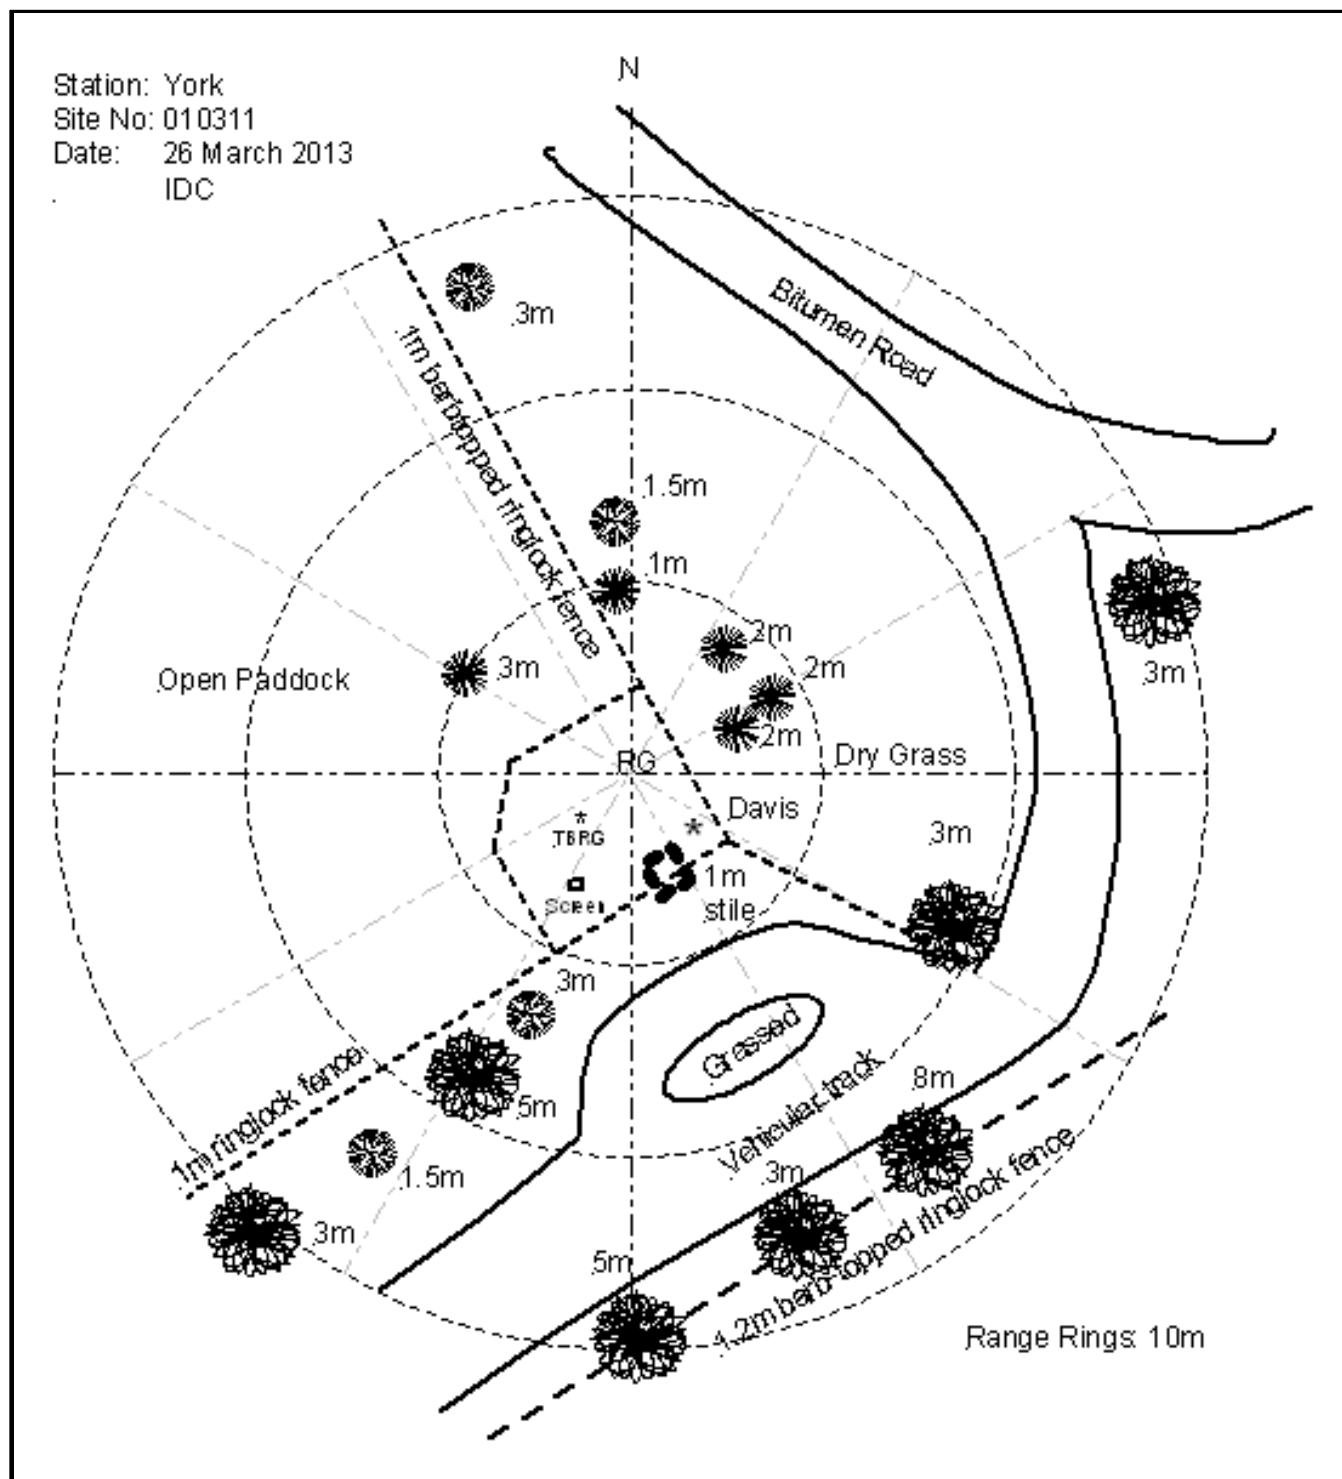 N
Station: York
Site No: 010311
Date: 26 March 2013
IDC
3m
Bitumen Road
1m barbtopped ringlock fence
1.5m
1m
2m
3m
2m
3m
Open Paddock
2m
RG
Dry Grass
Davis
TBRG
3m
1m
stile
Screen
3m
Grassed
1m ringlock fence
5m
Vehicular track
8m
1.5m
3m
3m
5m
1.2m barb topped ringlock fence
Range Rings: 10m